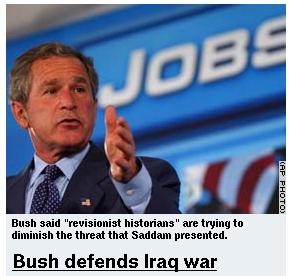 JOBS
(AP PHOTO)
Bush said "revisionist historians" are trying to
diminish the threat that Saddam presented.
Bush defends Iraq war